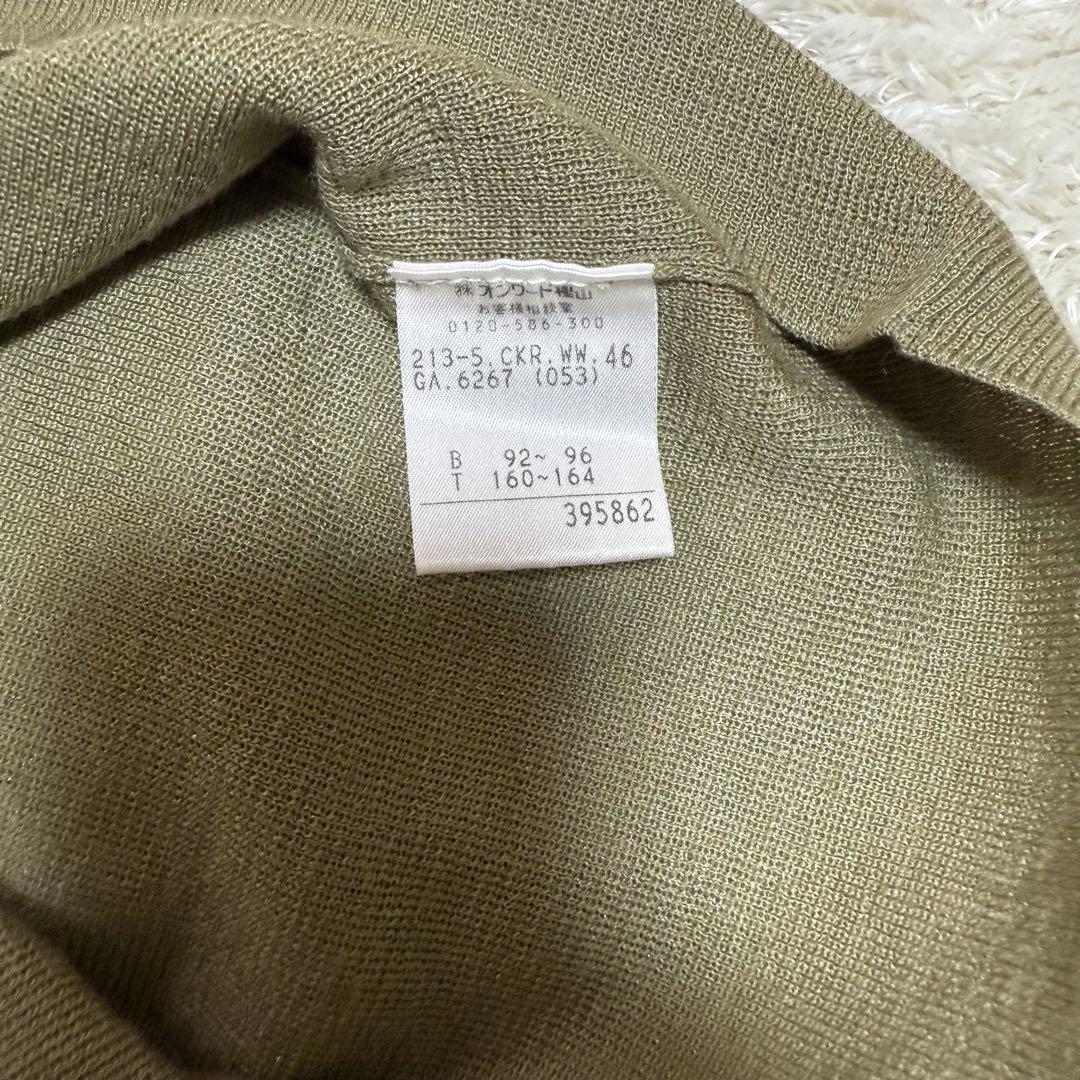 ㈱オンワード樫山
お客様相談室
0120-586-300
213-5.CKR.WW.46
GA.6267 (053)
B 92~ 96
T 160~164
395862